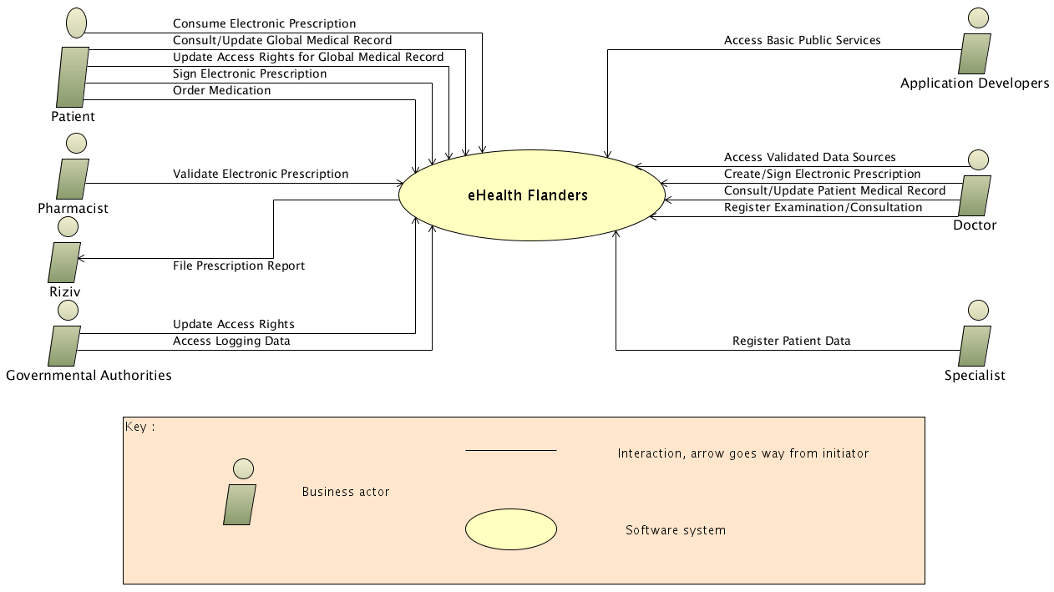 Consume Electronic Prescription
Consult/Update Global Medical Record
Update Access Rights for Global Medical Record
Sign Electronic Prescription
Order Medication
Patient
Access Basic Public Services
Application Developers
Validate Electronic Prescription
Pharmacist
eHealth Flanders
Access Validated Data Sources
Create/Sign Electronic Prescription
Consult/Update Patient Medical Record
Register Examination/Consultation
Doctor
File Prescription Report
Riziv
Update Access Rights
Access Logging Data
Governmental Authorities
Register Patient Data
Specialist
Key :
Interaction, arrow goes way from initiator
Business actor
Software system